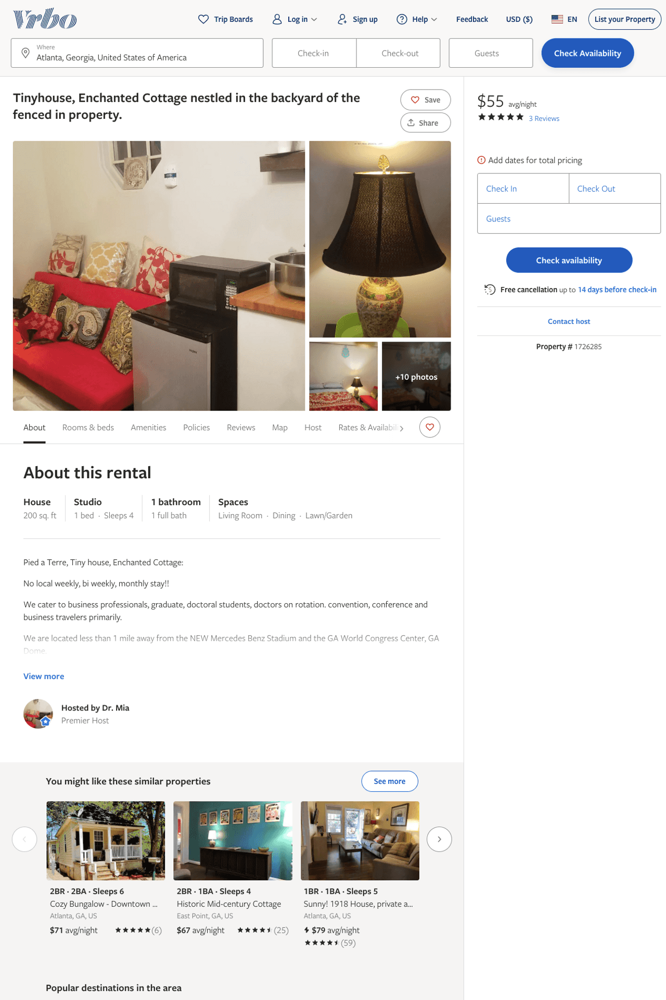 Vrbo
Trip Boards
Log in
Sign up
Help
Feedback
USD ($)
EN
List your Property
Where
Atlanta, Georgia, United States of America
Check-in
Check-out
Guests
Check Availability
Tinyhouse, Enchanted Cottage nestled in the backyard of the
fenced in property.
Save
Share
$55 avg/night
3 Reviews
Add dates for total pricing
Check In
Check Out
Guests
Check availability
Free cancellation up to 14 days before check-in
Contact host
Property # 1726285
Haier
+10 photos
About
Rooms & beds
Amenities
Policies
Reviews
Map
Host
Rates & Availabili
About this rental
House
200 sq. ft
Studio
1 bed · Sleeps 4
1 bathroom
1 full bath
Spaces
Living Room · Dining · Lawn/Garden
Pied a Terre, Tiny house, Enchanted Cottage:
No local weekly, bi weekly, monthly stay!!
We cater to business professionals, graduate, doctoral students, doctors on rotation. convention, conference and
business travelers primarily.
We are located less than 1 mile away from the NEW Mercedes Benz Stadium and the GA World Congress Center, GA
Dome.
View more
Hosted by Dr. Mia
Premier Host
You might like these similar properties
See more
2BR · 2BA · Sleeps 6
Cozy Bungalow - Downtown ...
Atlanta, GA, US
$71 avg/night
(6)
2BR · 1BA · Sleeps 4
Historic Mid-century Cottage
East Point, GA, US
$67 avg/night
(25)
1BR · 1BA · Sleeps 5
Sunny! 1918 House, private a...
Atlanta, GA, US
$79 avg/night
(59)
Popular destinations in the area